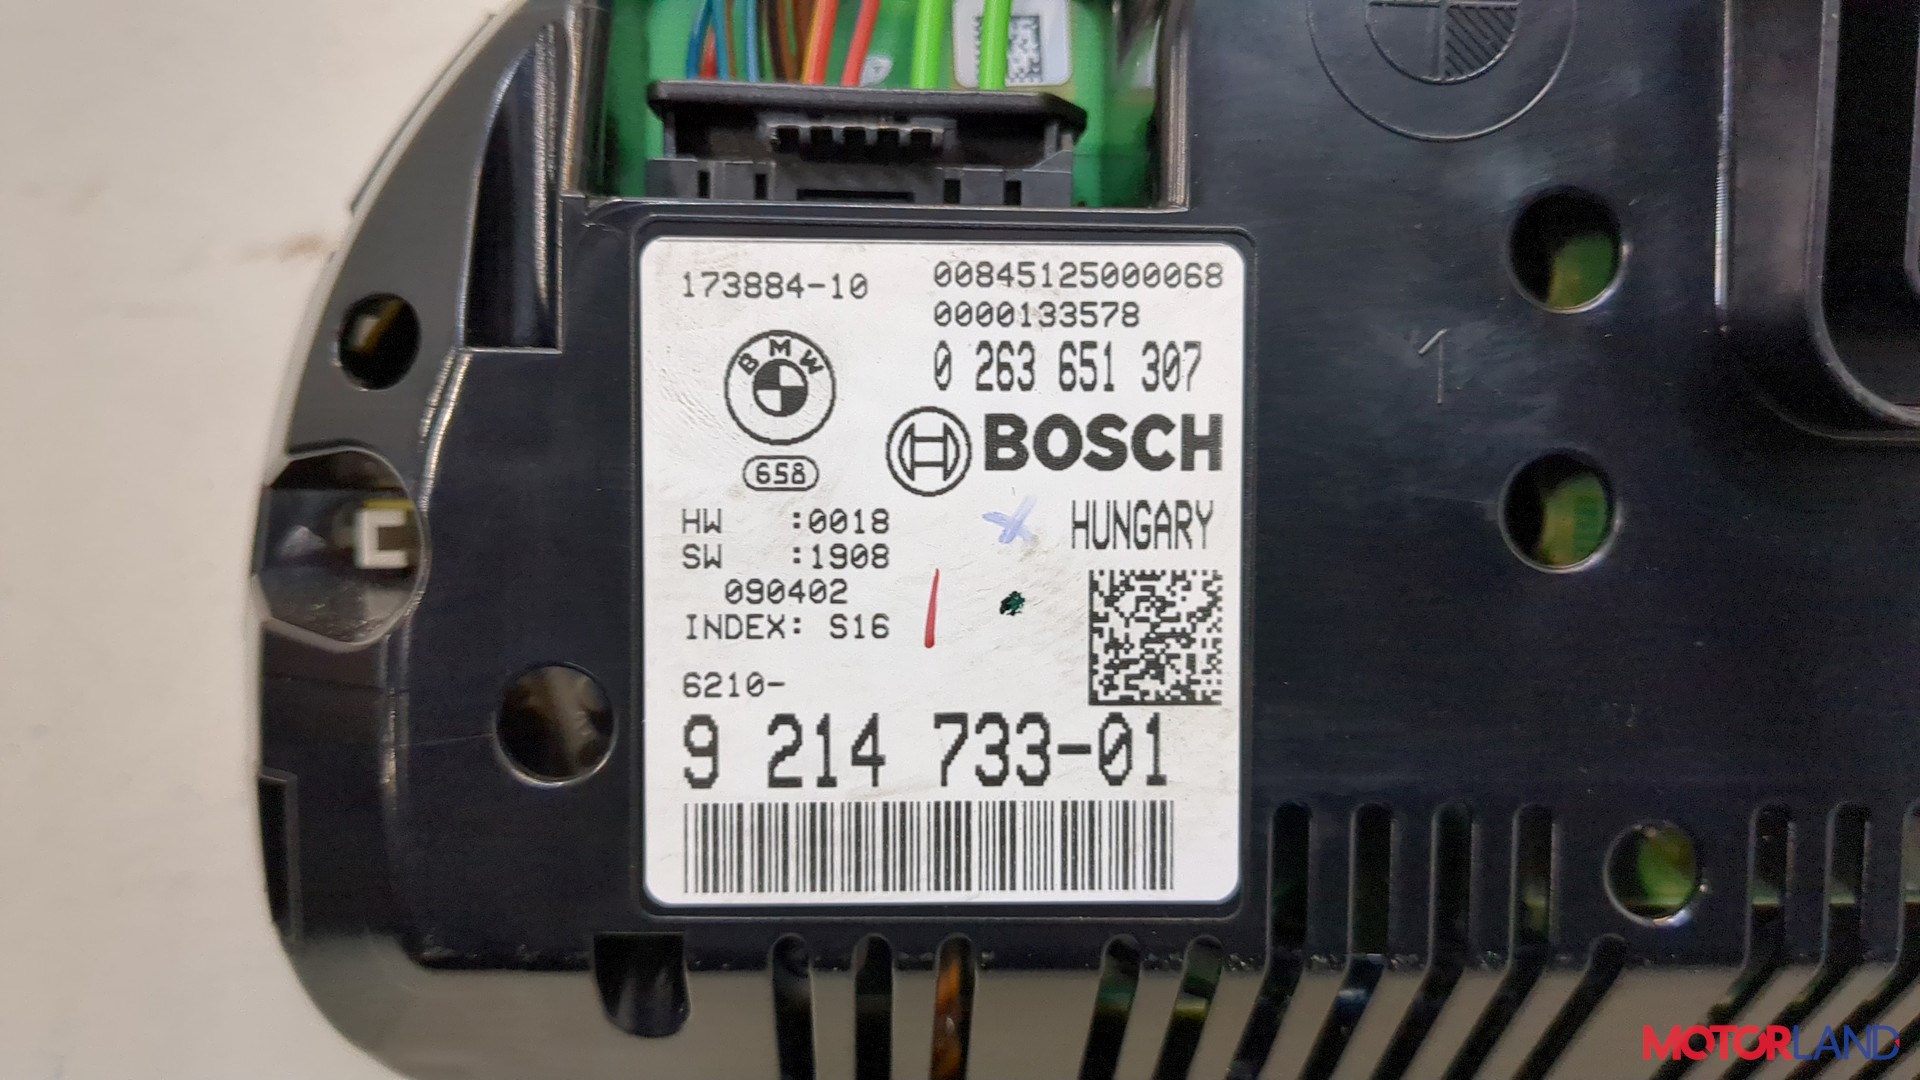 173884-10
00845125000068
0000133578
0 263 651 307
BMW
BOSCH
658
HW :0018
HUNGARY
SW :1908
090402
INDEX: S16
6210-
9 214 733-01
1
MOTORLAND